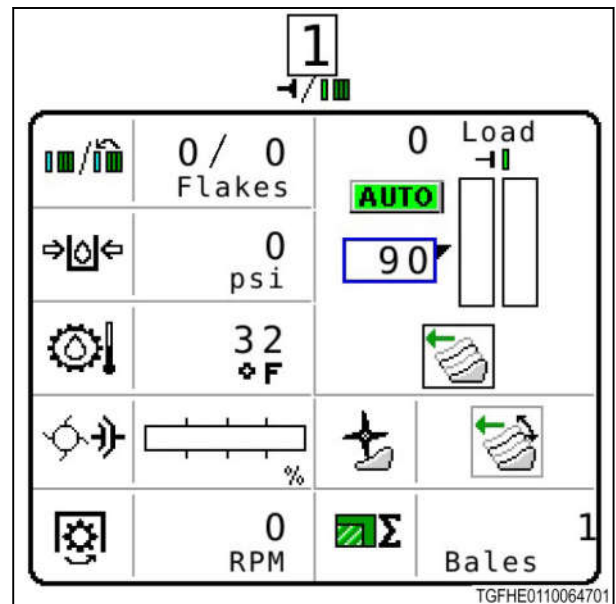 1
0/ 0
Flakes
0
psi
32
°F
%
0
RPM
0 Load
AUTO
90
Σ
1
Bales
TGFHE0110064701